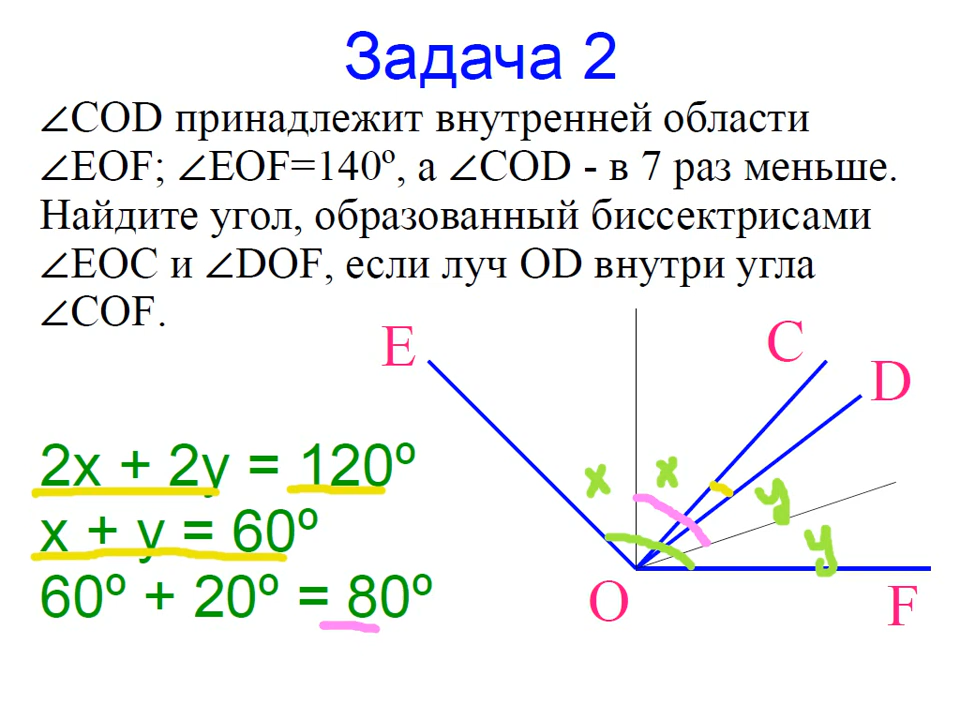 Задача 2
∠COD принадлежит внутренней области
∠EOF; ∠EOF=140º, а ∠COD - в 7 раз меньше.
Найдите угол, образованный биссектрисами
∠EOC и ∠DOF, если луч OD внутри угла
∠COF.
E
C
D
2x + 2y = 120º
x + y = 60º
60º + 20º = 80º
x
x
y
y
O
F